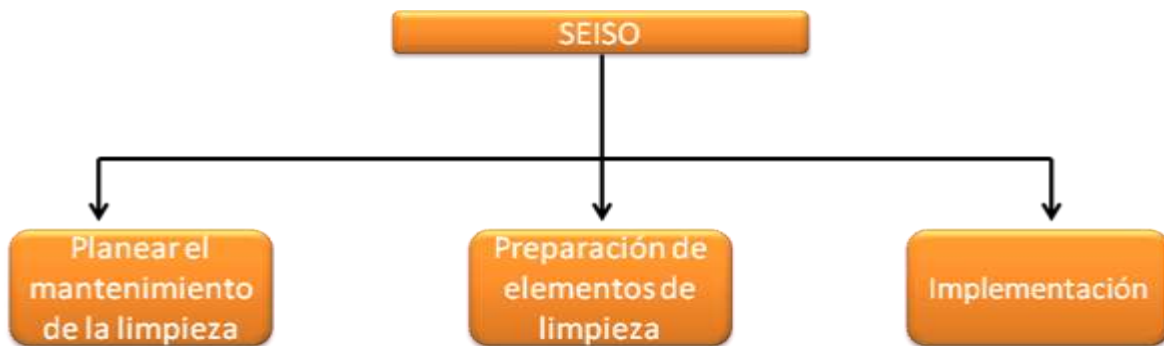 SEISO
Planear el
mantenimiento
de la limpieza
Preparación de
elementos de
limpieza
Implementación